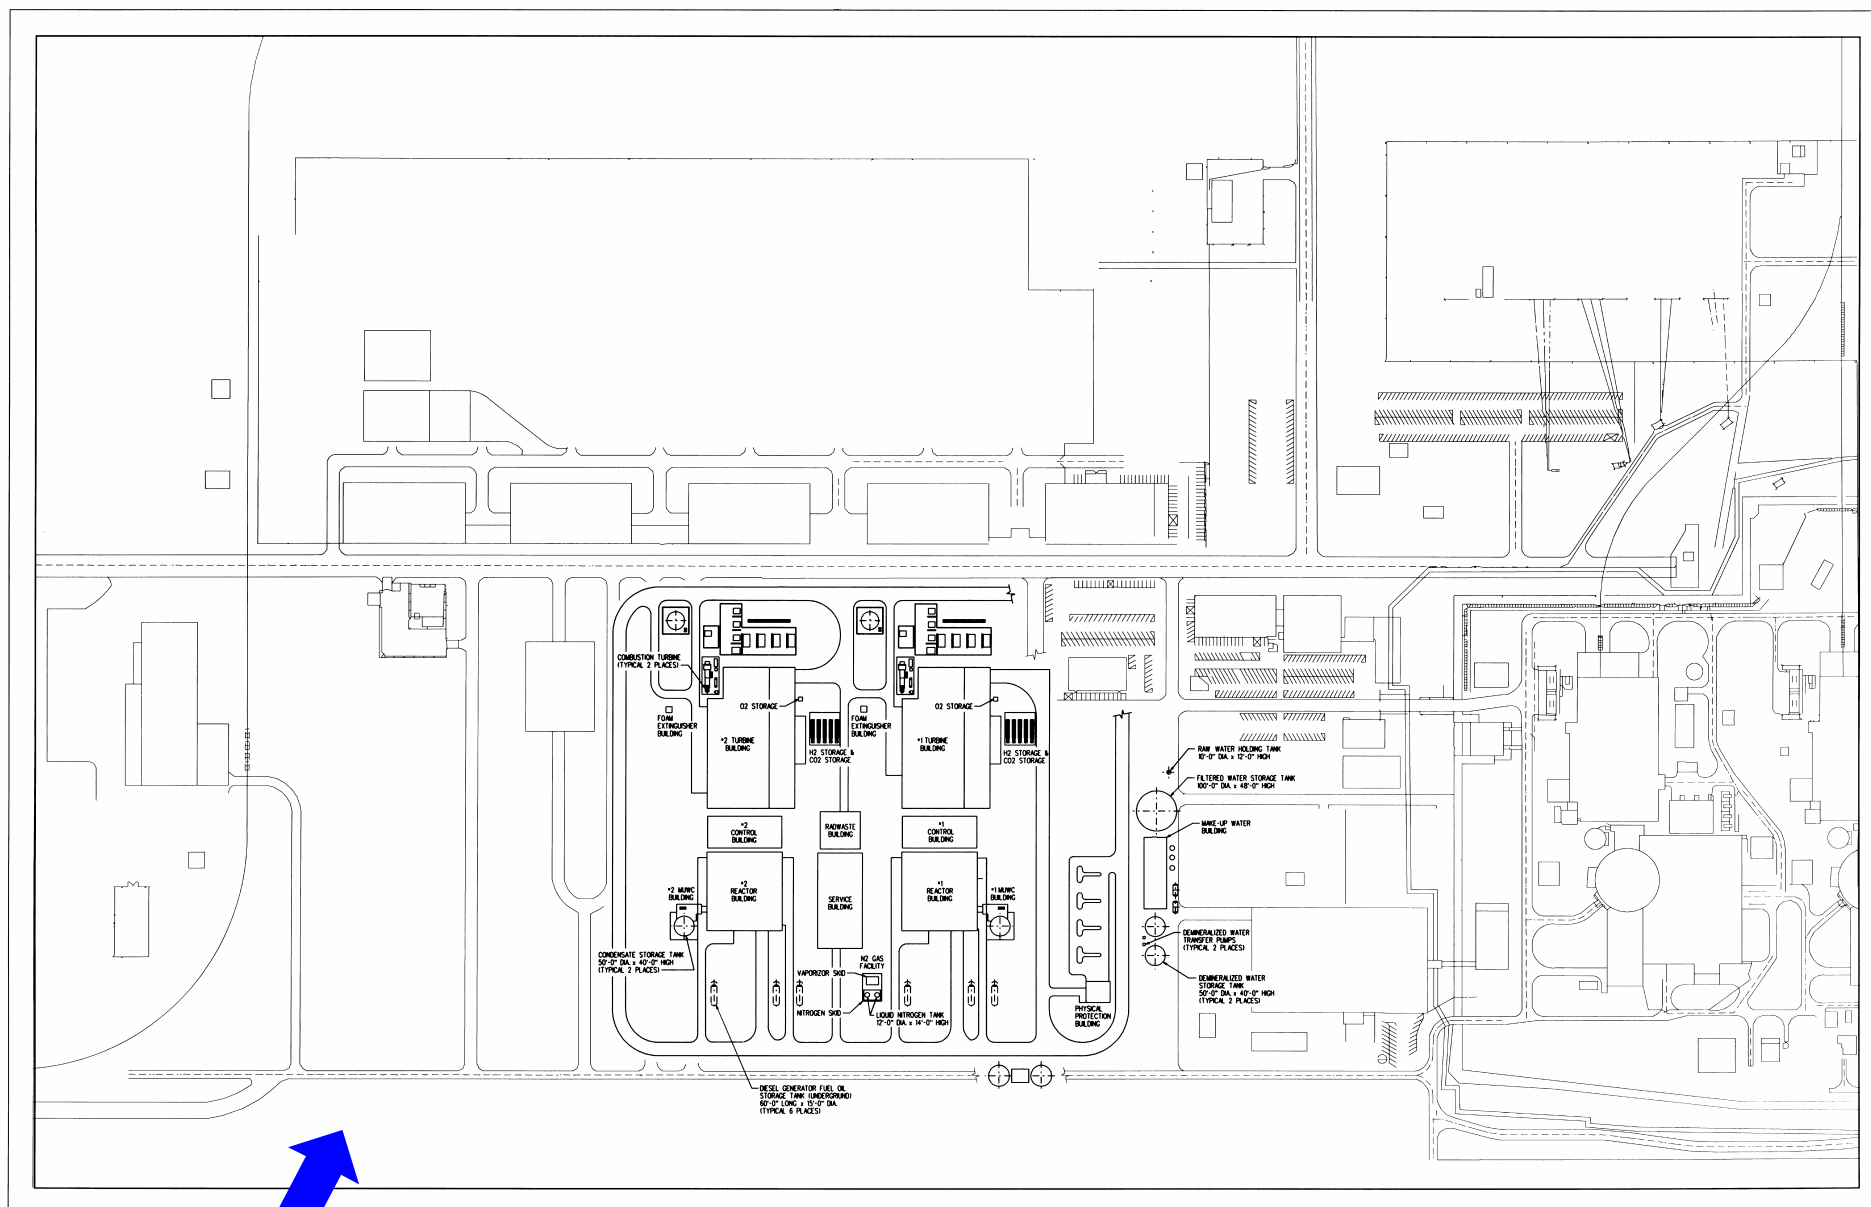 COMBUSTION TURBINE
(TYPICAL 2 PLACES)
O2 STORAGE
O2 STORAGE
FOAM
EXTINGUISHER
BUILDING
FOAM
EXTINGUISHER
BUILDING
*2 TURBINE
BUILDING
*1 TURBINE
BUILDING
H2 STORAGE &
CO2 STORAGE
H2 STORAGE &
CO2 STORAGE
RAW WATER HOLDING TANK
10'-0" DIA. x 12'-0" HIGH
FILTERED WATER STORAGE TANK
100'-0" DIA. x 48'-0" HIGH
MAKE-UP WATER
BUILDING
*2
CONTROL
BUILDING
RADWASTE
BUILDING
*1
CONTROL
BUILDING
*2 MUWC
BUILDING
*2
REACTOR
BUILDING
SERVICE
BUILDING
*1
REACTOR
BUILDING
*1 MUWC
BUILDING
CONDENSATE STORAGE TANK
50'-0" DIA. x 40'-0" HIGH
(TYPICAL 2 PLACES)
DEMINERALIZED WATER
TRANSFER PUMPS
(TYPICAL 2 PLACES)
N2 GAS
FACILITY
VAPORIZOR SKID
NITROGEN SKID
LIQUID NITROGEN TANK
12'-0" DIA. x 14'-0" HIGH
DEMINERALIZED WATER
STORAGE TANK
50'-0" DIA. x 40'-0" HIGH
(TYPICAL 2 PLACES)
PHYSICAL
PROTECTION
BUILDING
DIESEL GENERATOR FUEL OIL
STORAGE TANK (UNDERGRIUND)
60'-0" LONG x 15'-0" DIA.
(TYPICAL 6 PLACES)